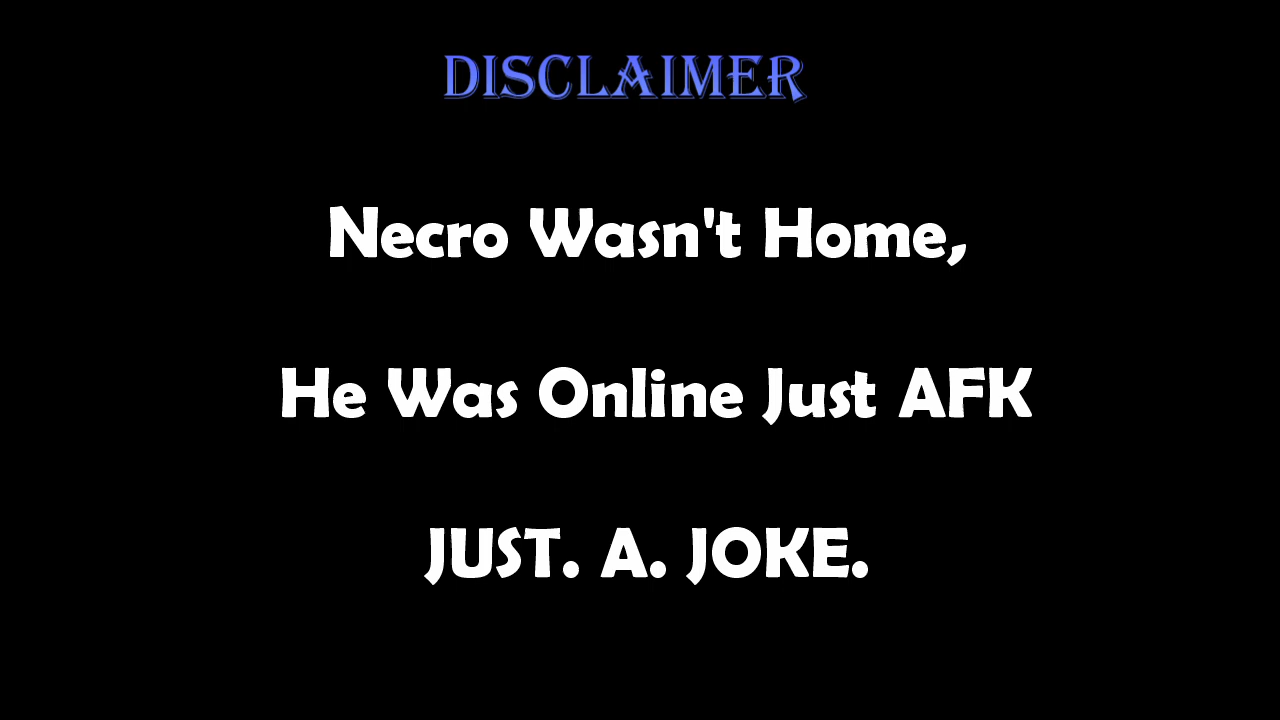 DISCLAIMER
Necro Wasn't Home,
He Was Online Just AFK
JUST. A. JOKE.